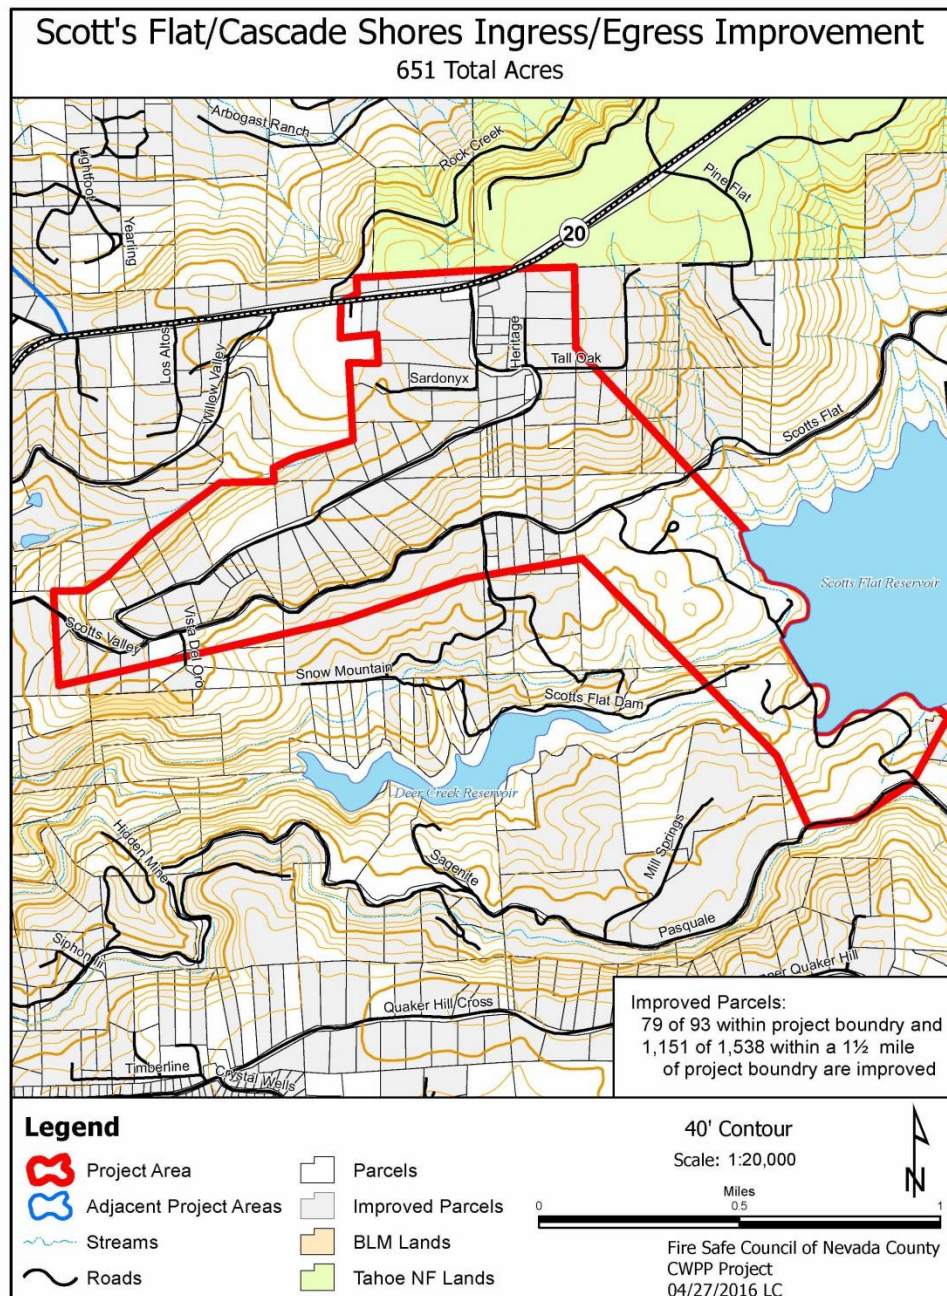 Scott's Flat/Cascade Shores Ingress/Egress Improvement
651 Total Acres
Arbogast Ranch
Rock Creek
Lightfoot
Pine Flat
Yearling
20
Los Altos
Willow Valley
Heritage
Tall Oak
Sardonyx
Scotts Flat
Scotts Flat Reservoir
Scotts Valley
Vista Del Oro
Snow Mountain
Scotts Flat Dam
Deer Creek Reservoir
Hidden Mine
Sagenite
Mill Springs
Pasquale
Siphon
Quaker Hill
Quaker Hill Cross
Timberline
Crystal Wells
Improved Parcels:
79 of 93 within project boundry and
1,151 of 1,538 within a 1½ mile
of project boundry are improved
Legend
Project Area
Adjacent Project Areas
Streams
Roads
Parcels
Improved Parcels
BLM Lands
Tahoe NF Lands
40' Contour
Scale: 1:20,000
Miles
0 0.5 1
N
Fire Safe Council of Nevada County
CWPP Project
04/27/2016 LC